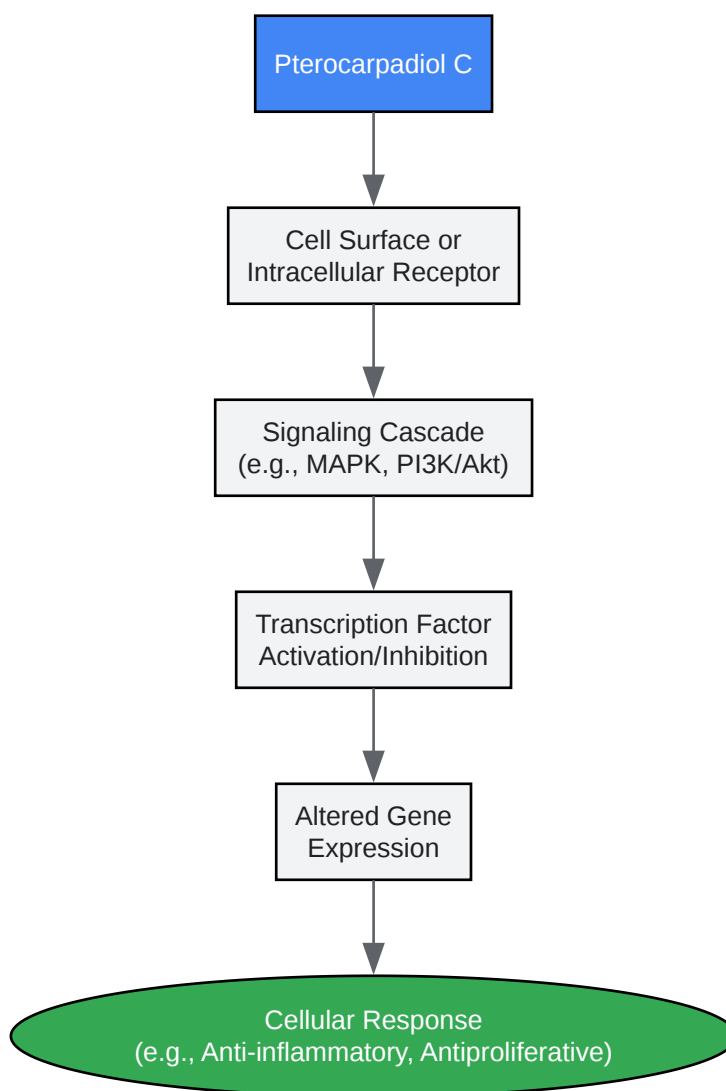 Pterocarpadiol C
Cell Surface or
Intracellular Receptor
Signaling Cascade
(e.g., MAPK, PI3K/Akt)
Transcription Factor
Activation/Inhibition
Altered Gene
Expression
Cellular Response
(e.g., Anti-inflammatory, Antiproliferative)